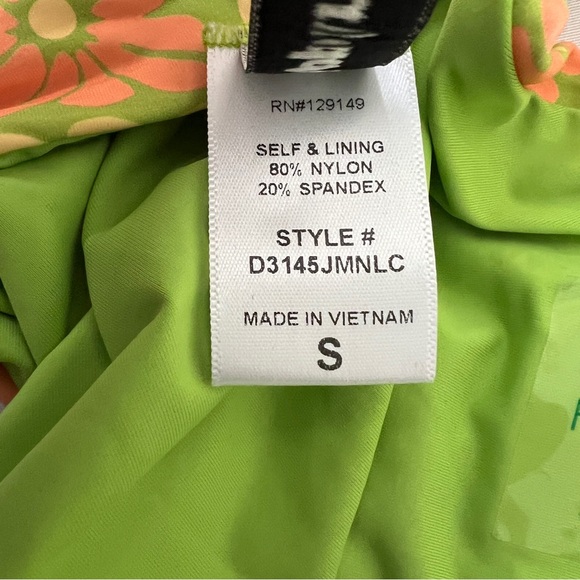 RN#129149
SELF & LINING
80% NYLON
20% SPANDEX
STYLE #
D3145JMNLC
MADE IN VIETNAM
S